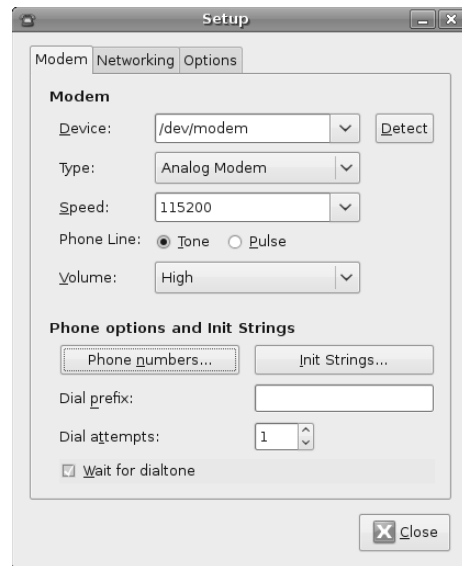 Setup
Modem Networking Options
Modem
Device: /dev/modem Detect
Type: Analog Modem
Speed: 115200
Phone Line: Tone Pulse
Volume: High
Phone options and Init Strings
Phone numbers... Init Strings...
Dial prefix:
Dial attempts: 1
Wait for dialtone
Close